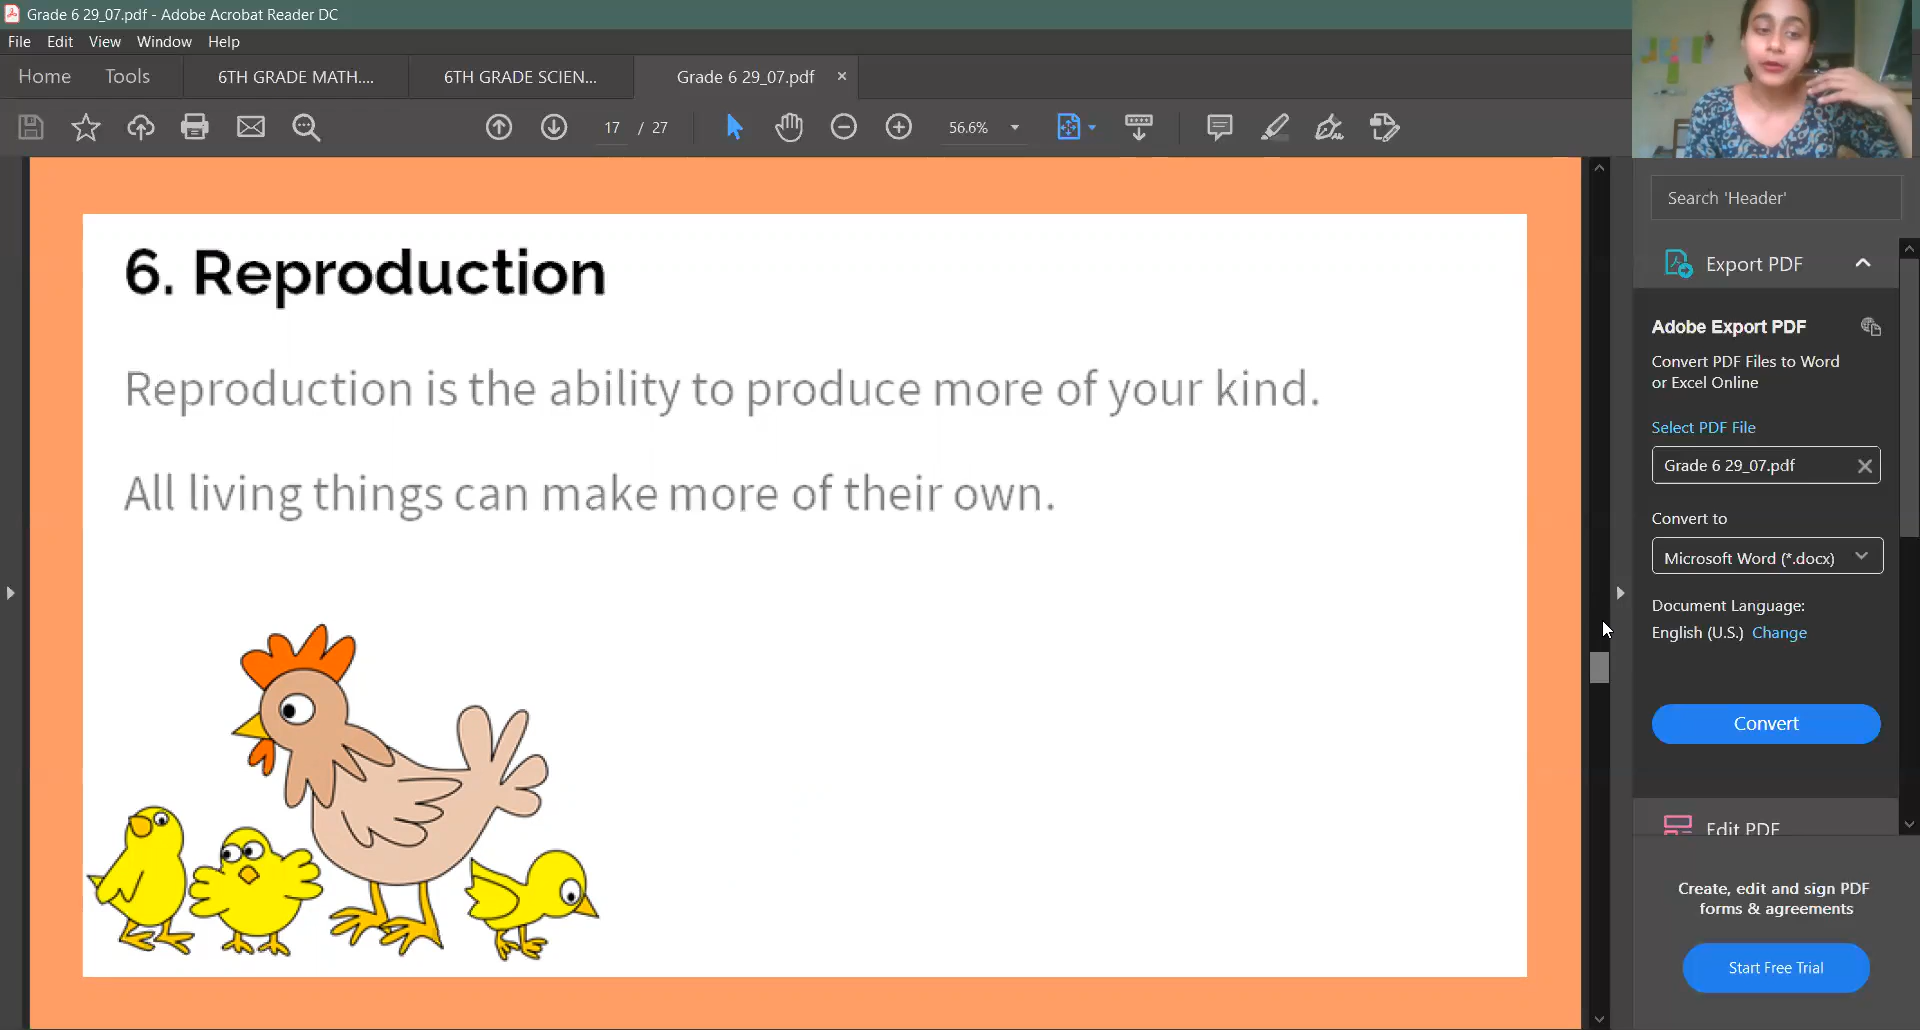 Grade 6 29_07.pdf - Adobe Acrobat Reader DC
File Edit View Window Help
Home Tools 6TH GRADE MATH.... 6TH GRADE SCIEN... Grade 6 29_07.pdf ×
17 / 27 56.6%
6. Reproduction
Reproduction is the ability to produce more of your kind.
All living things can make more of their own.
Search 'Header'
Export PDF
Adobe Export PDF
Convert PDF Files to Word
or Excel Online
Select PDF File
Grade 6 29_07.pdf
Convert to
Microsoft Word (*.docx)
Document Language:
English (U.S.) Change
Convert
Edit PDF
Create, edit and sign PDF
forms & agreements
Start Free Trial